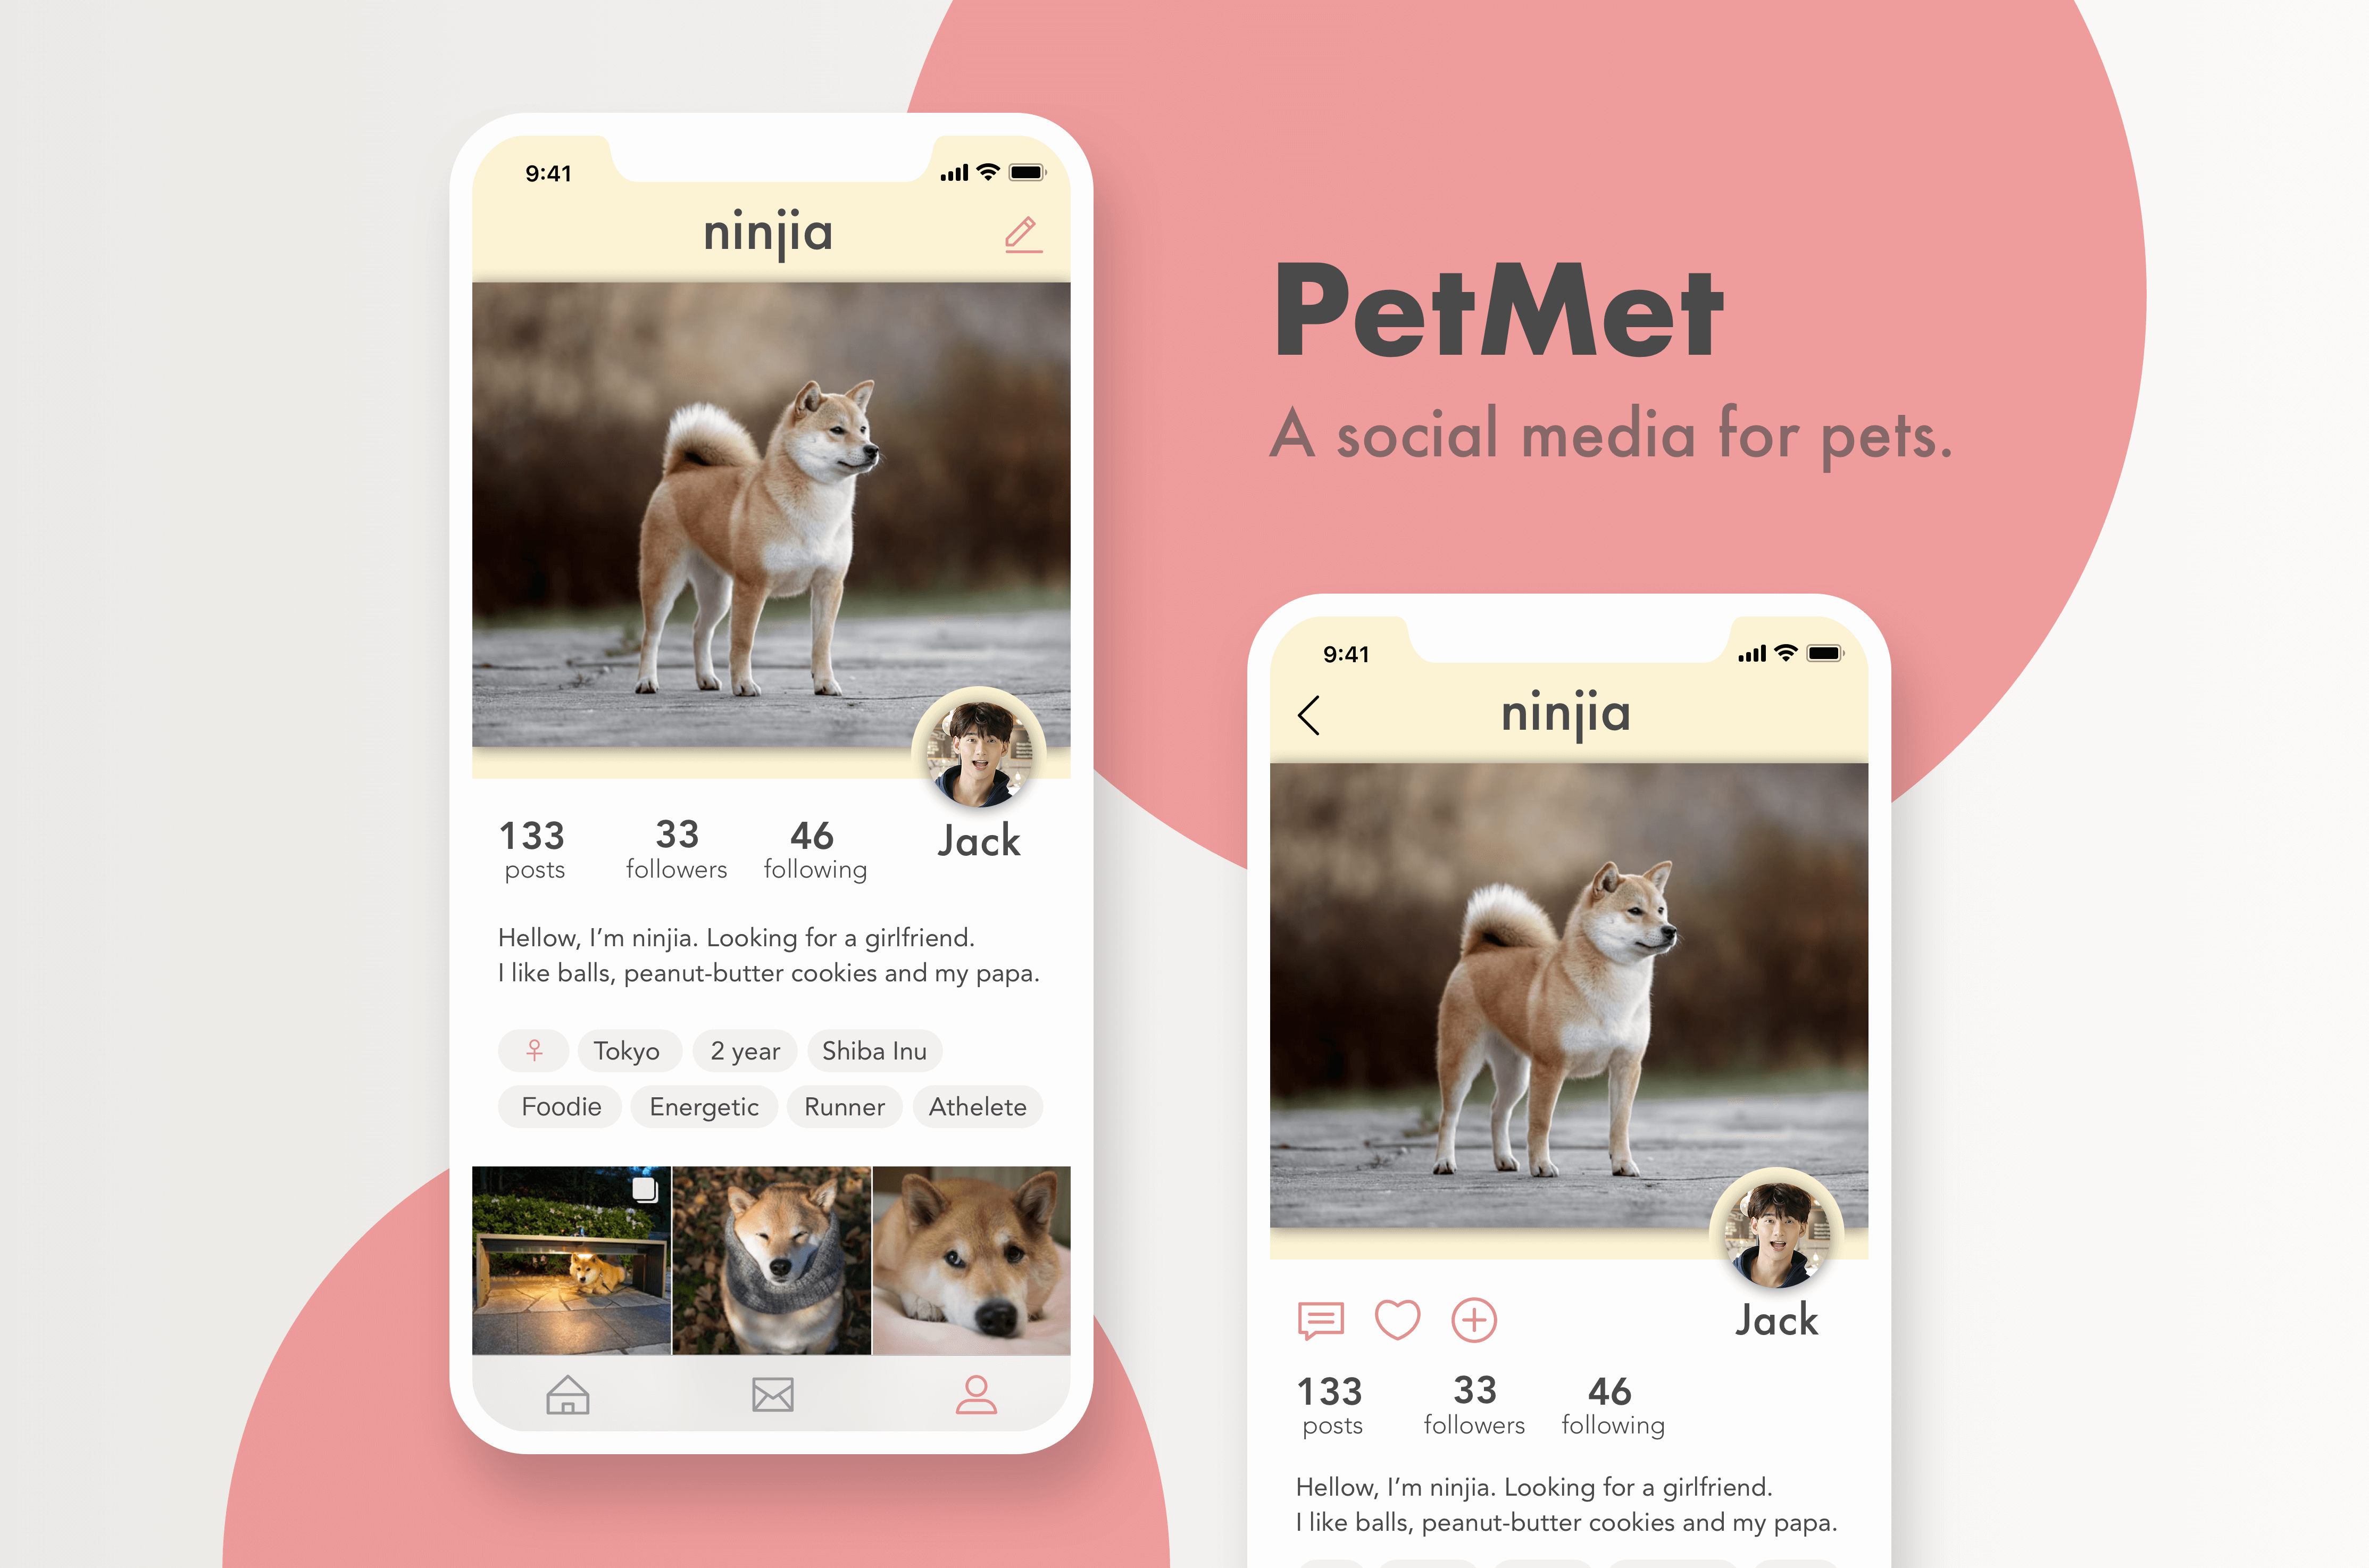 9:41
ninjia
133
posts
33
followers
46
following
Jack
Hellow, I’m ninjia. Looking for a girlfriend.
I like balls, peanut-butter cookies and my papa.
♀ Tokyo 2 year Shiba Inu
Foodie Energetic Runner Athelete
PetMet
A social media for pets.
9:41
ninjia
Jack
133
posts
33
followers
46
following
Hellow, I’m ninjia. Looking for a girlfriend.
I like balls, peanut-butter cookies and my papa.